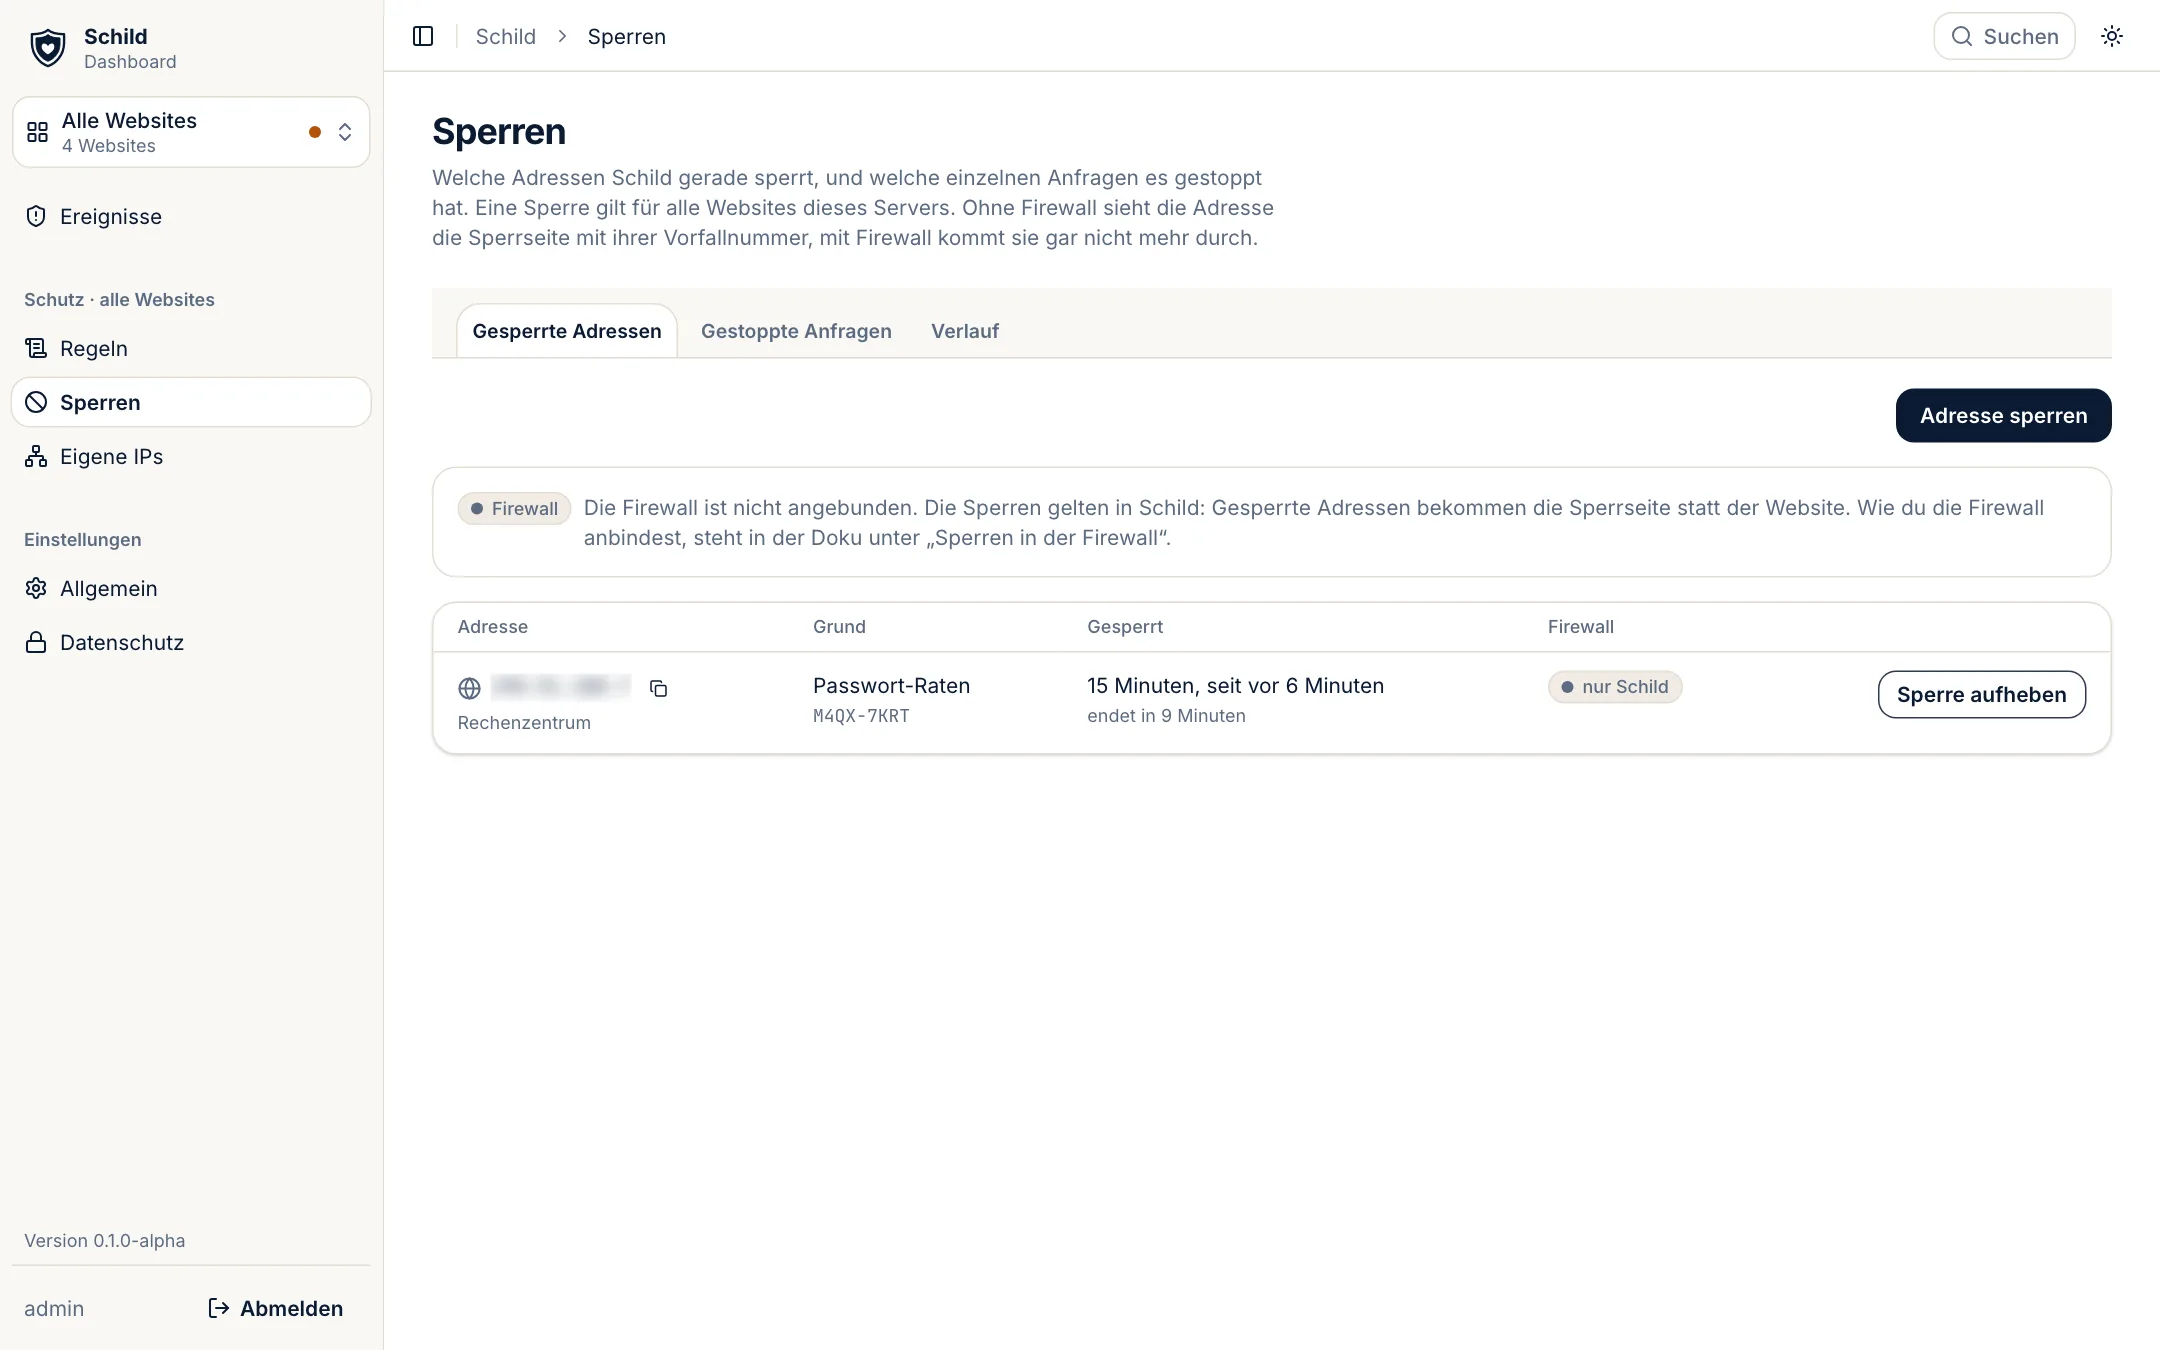 Schild
Dashboard
Alle Websites
4 Websites
Ereignisse
Schutz · alle Websites
Regeln
Sperren
Eigene IPs
Einstellungen
Allgemein
Datenschutz
Version 0.1.0-alpha
admin
Abmelden
Schild
Sperren
Suchen
Sperren
Welche Adressen Schild gerade sperrt, und welche einzelnen Anfragen es gestoppt
hat. Eine Sperre gilt für alle Websites dieses Servers. Ohne Firewall sieht die Adresse
die Sperrseite mit ihrer Vorfallnummer, mit Firewall kommt sie gar nicht mehr durch.
Gesperrte Adressen Gestoppte Anfragen Verlauf
Adresse sperren
Firewall
Die Firewall ist nicht angebunden. Die Sperren gelten in Schild: Gesperrte Adressen bekommen die Sperrseite statt der Website. Wie du die Firewall
anbindest, steht in der Doku unter „Sperren in der Firewall“.
Adresse Grund Gesperrt Firewall
Passwort-Raten 15 Minuten, seit vor 6 Minuten nur Schild Sperre aufheben
Rechenzentrum M4QX-7KRT endet in 9 Minuten